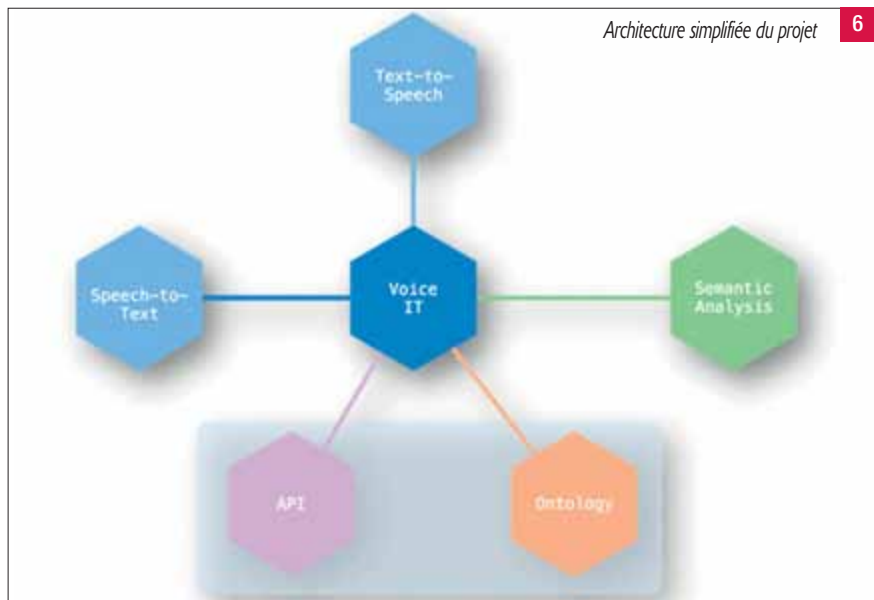 Architecture simplifiée du projet
6
Text-to-
Speech
Speech-to-
Text
Voice
IT
Semantic
Analysis
API
Ontology